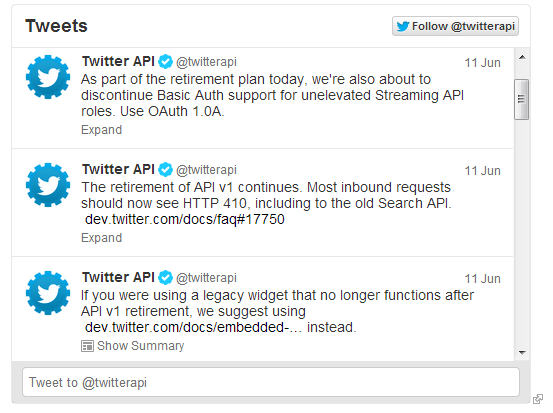 Tweets
Follow @twitterapi
Twitter API @twitterapi 11 Jun
As part of the retirement plan today, we're also about to
discontinue Basic Auth support for unelevated Streaming API
roles. Use OAuth 1.0A.
Expand
Twitter API @twitterapi 11 Jun
The retirement of API v1 continues. Most inbound requests
should now see HTTP 410, including to the old Search API.
dev.twitter.com/docs/faq#17750
Expand
Twitter API @twitterapi 11 Jun
If you were using a legacy widget that no longer functions after
API v1 retirement, we suggest using
dev.twitter.com/docs/embedded-… instead.
Show Summary
Tweet to @twitterapi